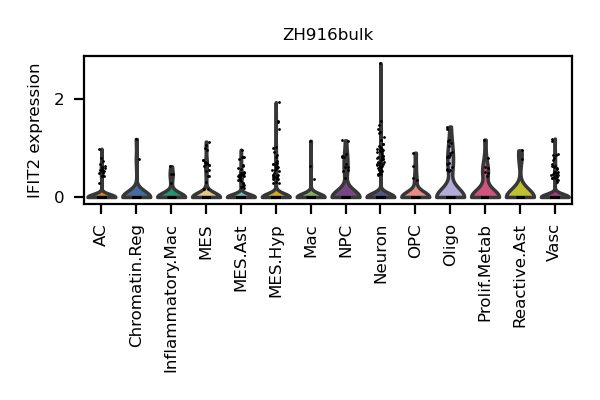 ZH916bulk
IFIT2 expression
2
0
AC
Chromatin.Reg
Inflammatory.Mac
MES
MES.Ast
MES.Hyp
Mac
NPC
Neuron
OPC
Oligo
Prolif.Metab
Reactive.Ast
Vasc